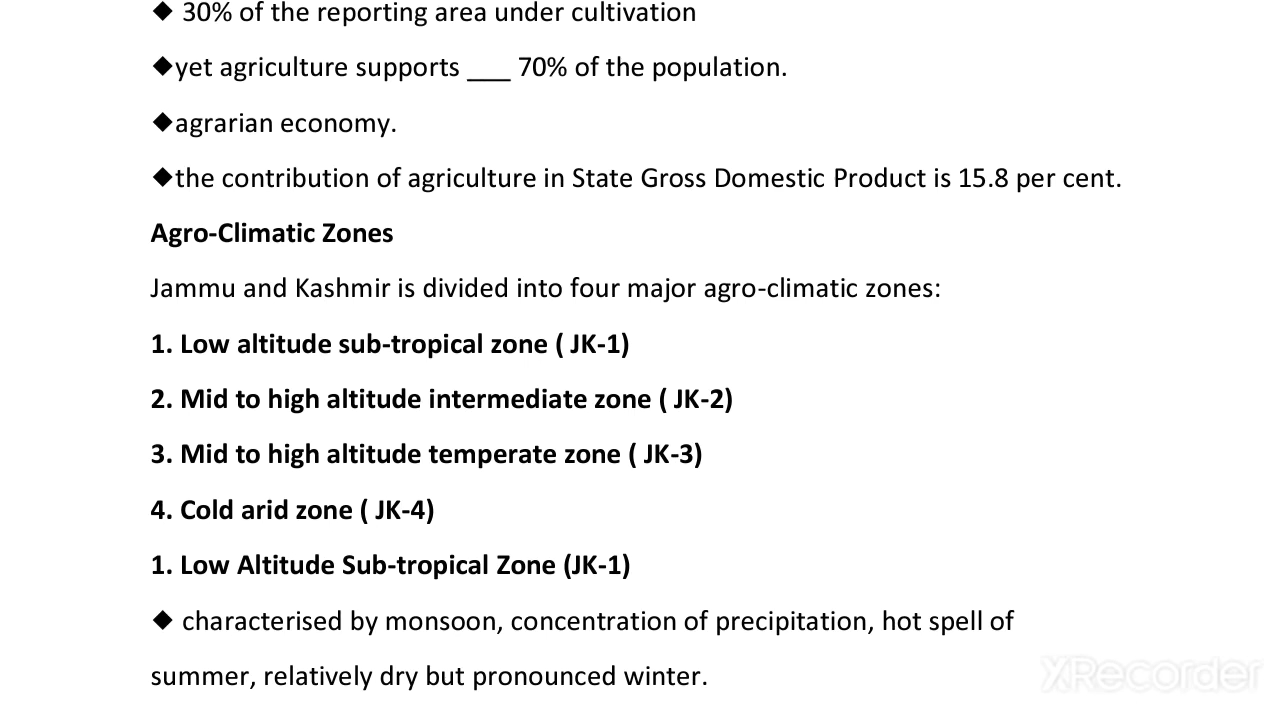 ◆ 30% of the reporting area under cultivation
◆yet agriculture supports ___ 70% of the population.
◆agrarian economy.
◆the contribution of agriculture in State Gross Domestic Product is 15.8 per cent.
Agro-Climatic Zones
Jammu and Kashmir is divided into four major agro-climatic zones:
1. Low altitude sub-tropical zone ( JK-1)
2. Mid to high altitude intermediate zone ( JK-2)
3. Mid to high altitude temperate zone ( JK-3)
4. Cold arid zone ( JK-4)
1. Low Altitude Sub-tropical Zone (JK-1)
◆ characterised by monsoon, concentration of precipitation, hot spell of
summer, relatively dry but pronounced winter.
XRecorder